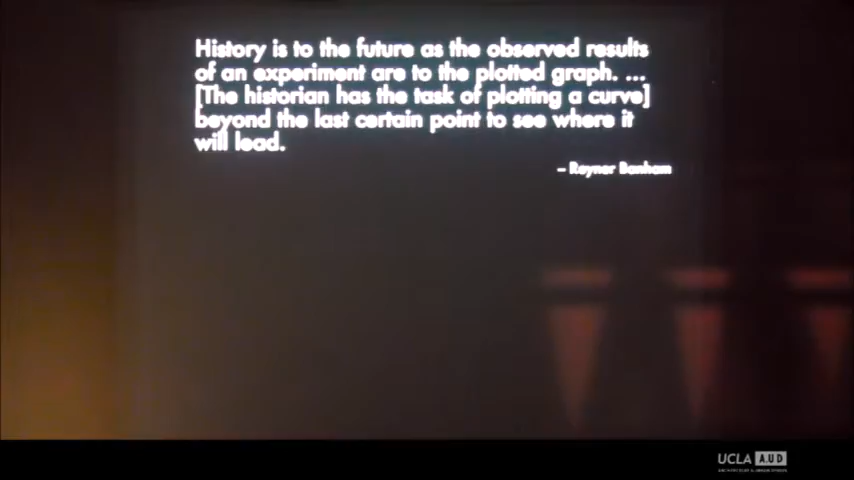 History is to the future as the observed results
of an experiment are to the plotted graph. ...
[The historian has the task of plotting a curve]
beyond the last certain point to see where it
will lead.
– Reyner Banham
UCLA A.UD